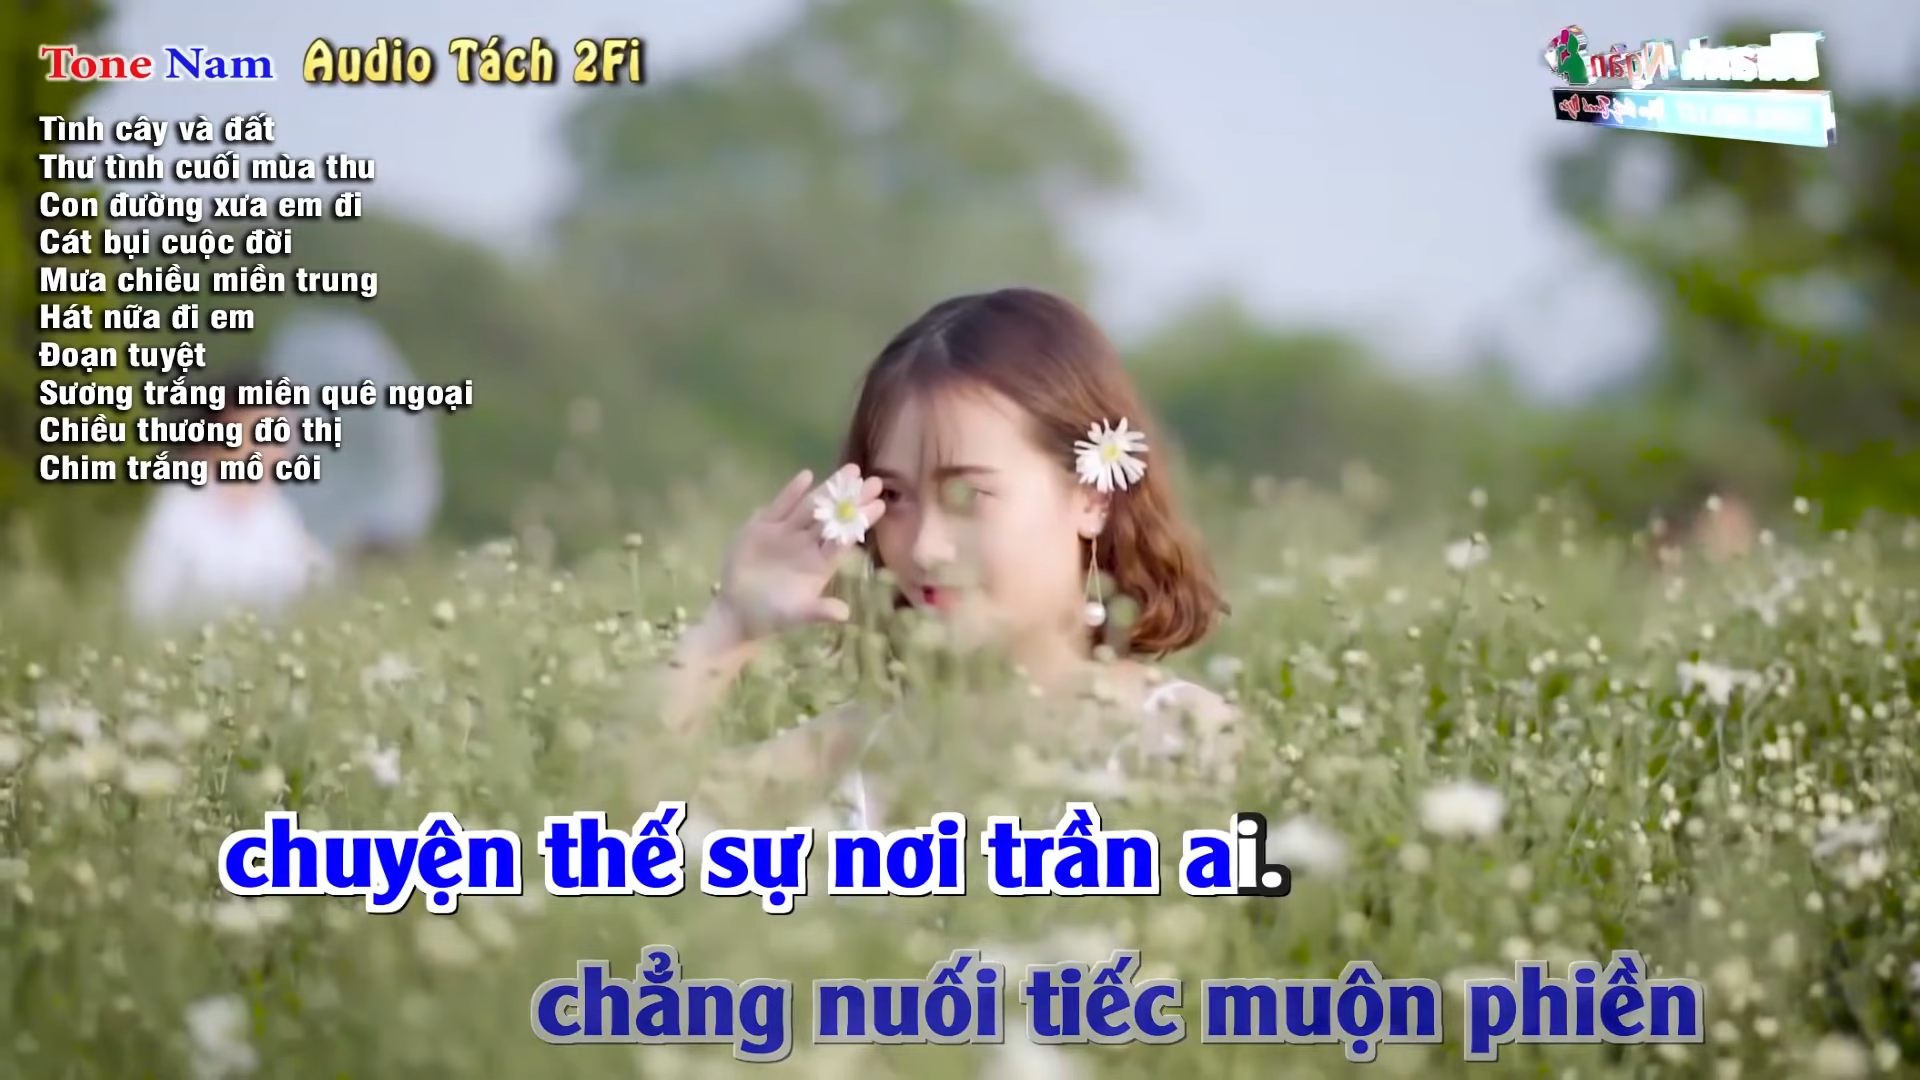 Tone Nam Audio Tách 2Fi
Tình cây và đất
Thư tình cuối mùa thu
Con đường xưa em đi
Cát bụi cuộc đời
Mưa chiều miền trung
Hát nữa đi em
Đoạn tuyệt
Sương trắng miền quê ngoại
Chiều thương đô thị
Chim trắng mồ côi
chuyện thế sự nơi trần ai.
chẳng nuối tiếc muộn phiền